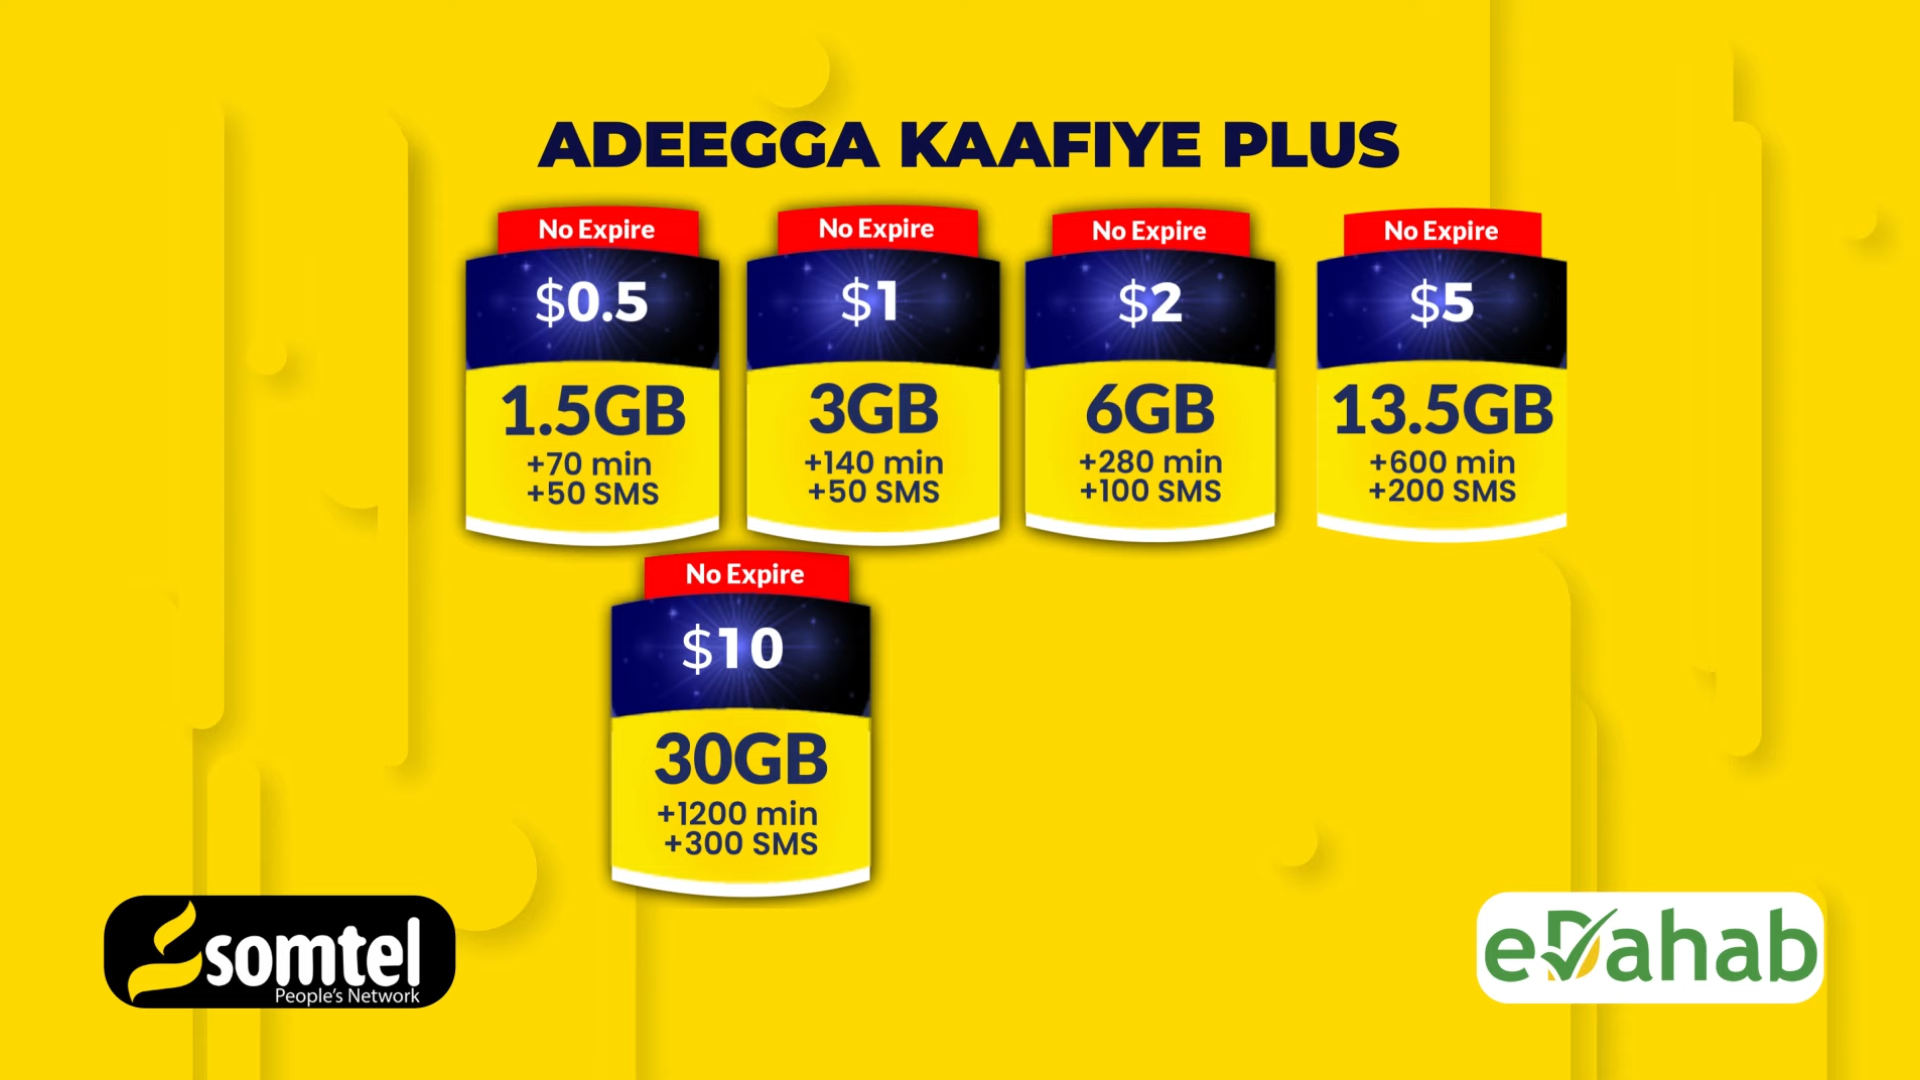 ADEEGGA KAAFIYE PLUS
No Expire
$0.5
1.5GB
+70 min
+50 SMS
No Expire
$1
3GB
+140 min
+50 SMS
No Expire
$2
6GB
+280 min
+100 SMS
No Expire
$5
13.5GB
+600 min
+200 SMS
No Expire
$10
30GB
+1200 min
+300 SMS
somtel
People's Network
eDahab